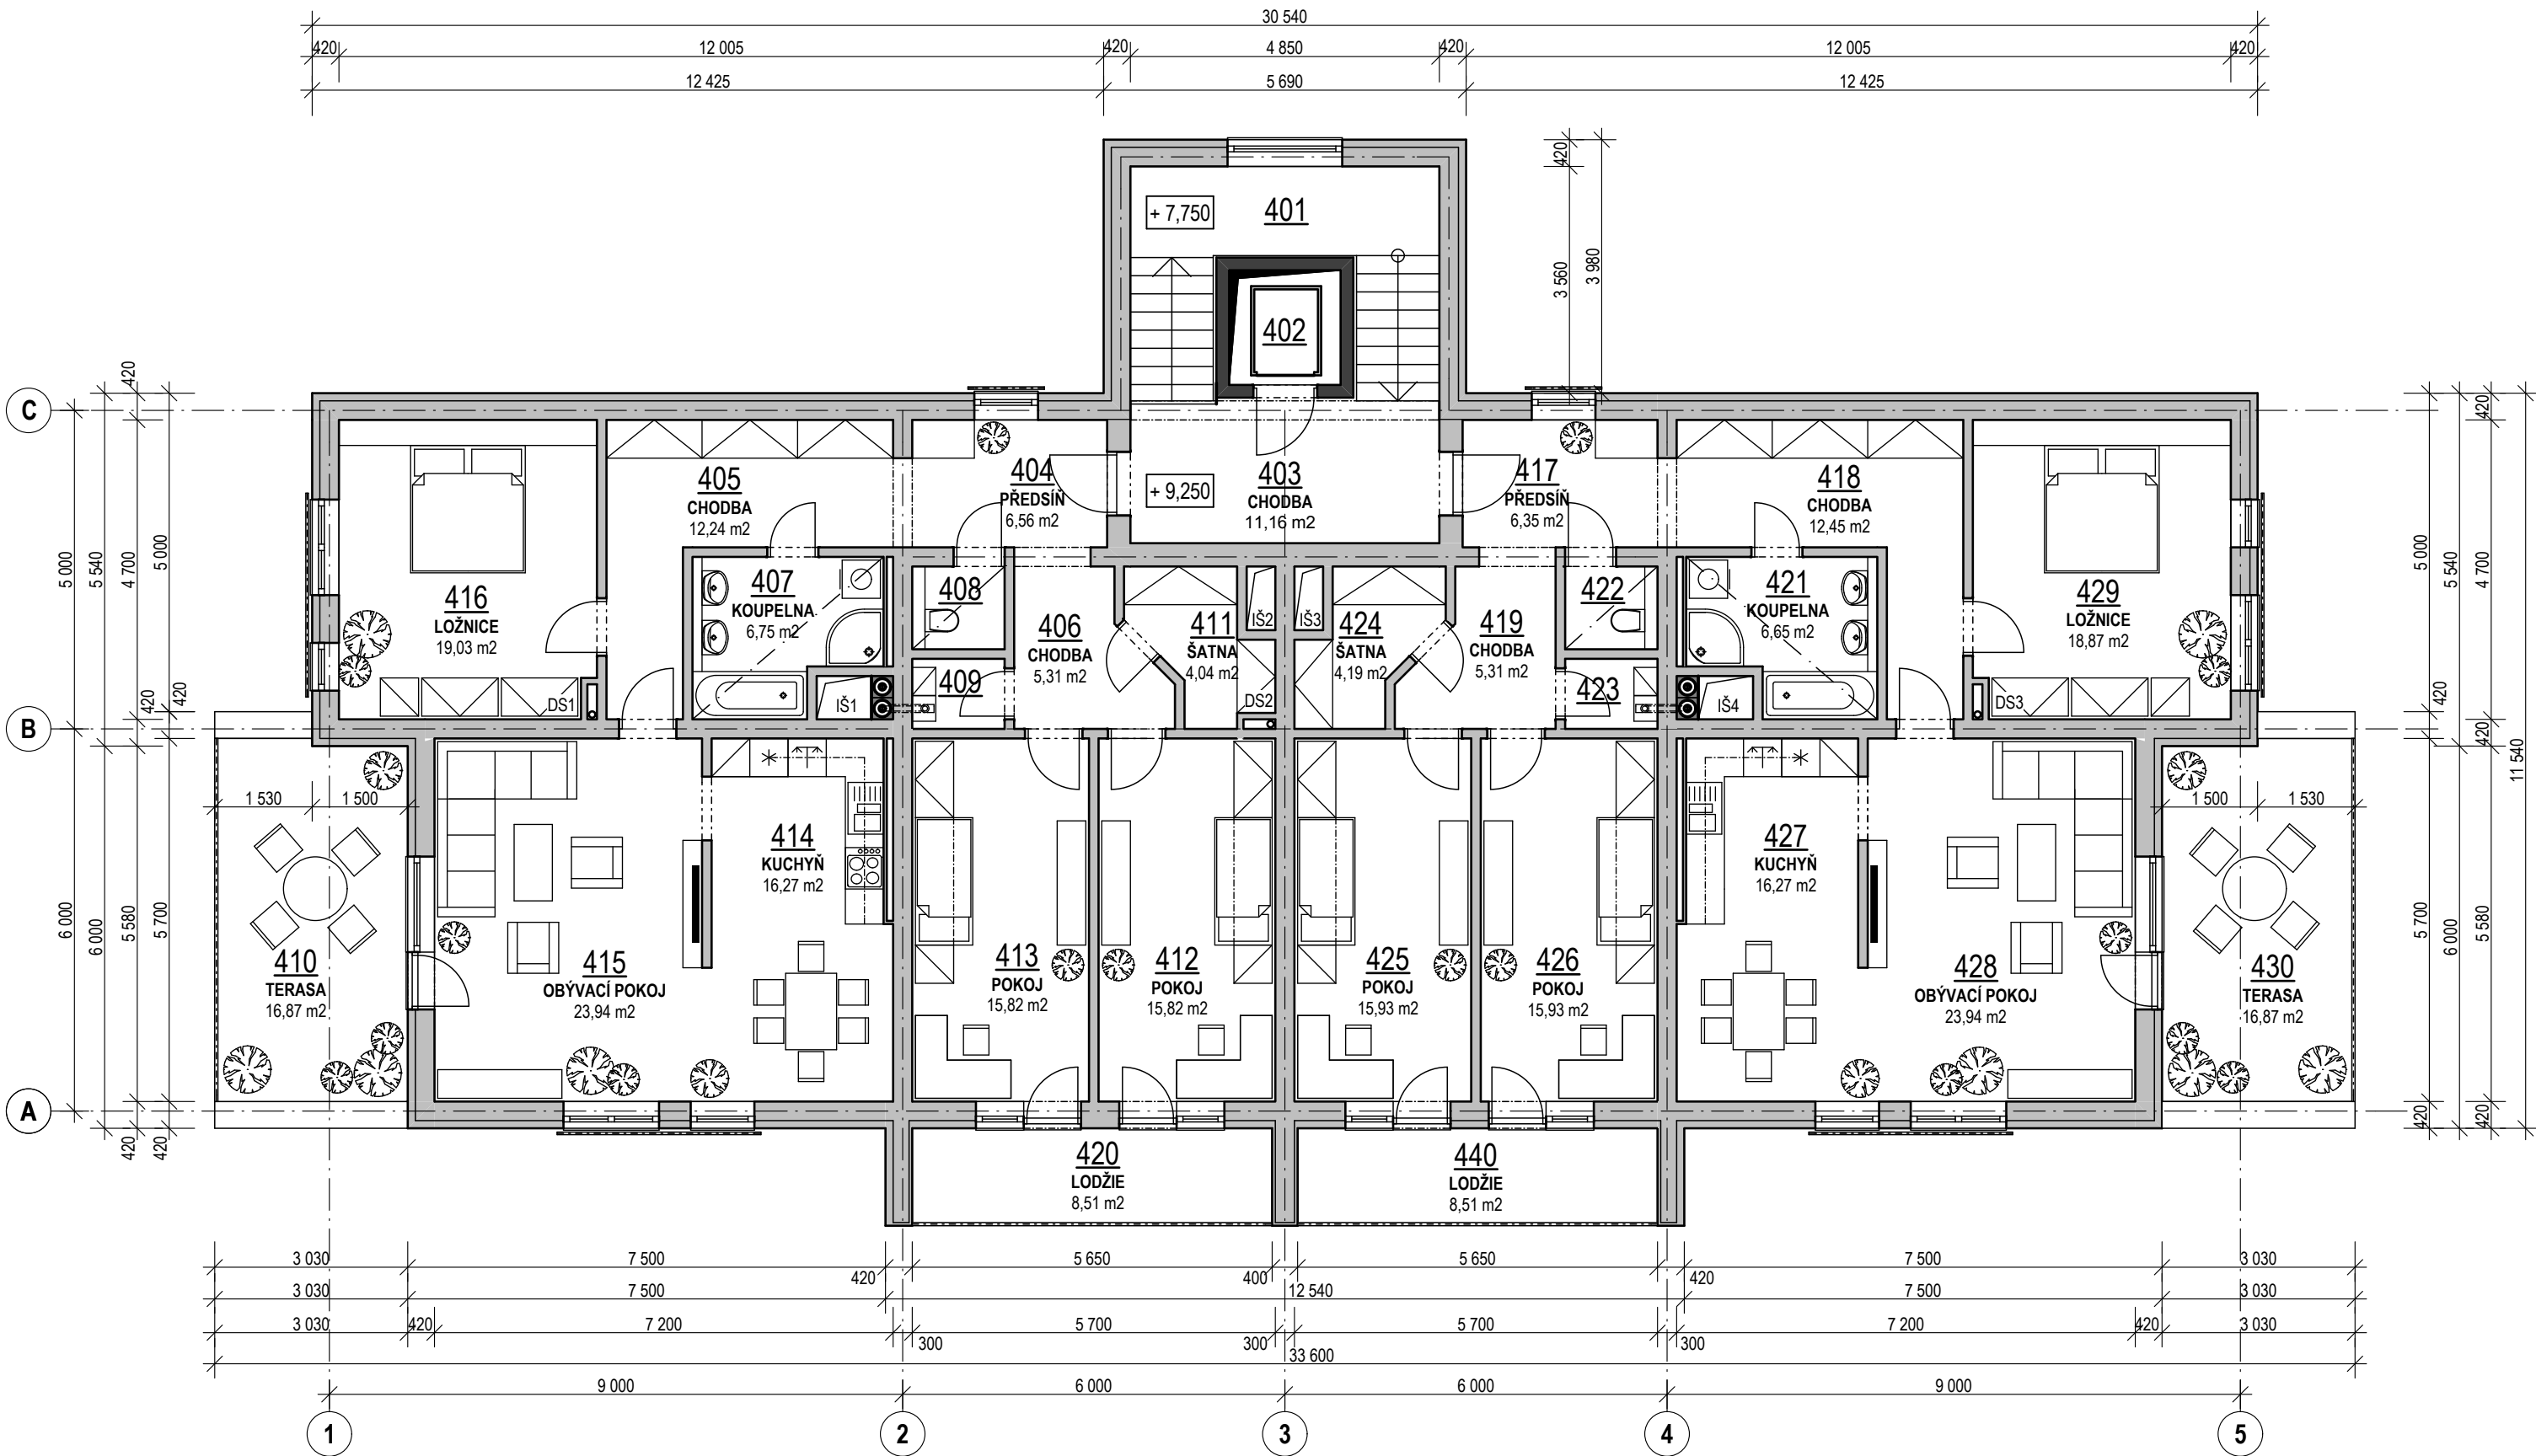 30 540
420 12 005 420 4 850 420 12 005 420
12 425 5 690 12 425
420
3 560
3 980
+ 7,750
401
402
C
B
A
5 000
5 540
4 700
420
5 000
420
420
6 000
6 000
5 580
5 700
420
420
404
PŘEDSÍŇ
6,56 m2
405
CHODBA
12,24 m2
+ 9,250
403
CHODBA
11,16 m2
417
PŘEDSÍŇ
6,35 m2
418
CHODBA
12,45 m2
416
LOŽNICE
19,03 m2
DS1
407
KOUPELNA
6,75 m2
IŠ1
408
409
406
CHODBA
5,31 m2
411
ŠATNA
4,04 m2
IŠ2
DS2
IŠ3
424
ŠATNA
4,19 m2
419
CHODBA
5,31 m2
422
423
421
KOUPELNA
6,65 m2
IŠ4
429
LOŽNICE
18,87 m2
DS3
5 000
5 540
420
4 700
420
420
11 540
5 700
6 000
5 580
420
420
1 530 1 500
1 500 1 530
410
TERASA
16,87 m2
415
OBÝVACÍ POKOJ
23,94 m2
414
KUCHYŇ
16,27 m2
413
POKOJ
15,82 m2
412
POKOJ
15,82 m2
425
POKOJ
15,93 m2
426
POKOJ
15,93 m2
427
KUCHYŇ
16,27 m2
428
OBÝVACÍ POKOJ
23,94 m2
430
TERASA
16,87 m2
420
LODŽIE
8,51 m2
440
LODŽIE
8,51 m2
3 030 7 500 420 5 650 400 5 650 420 7 500 3 030
3 030 7 500 12 540 7 500 3 030
3 030 420 7 200 300 5 700 300 5 700 300 7 200 420 3 030
33 600
9 000 6 000 6 000 9 000
1 2 3 4 5